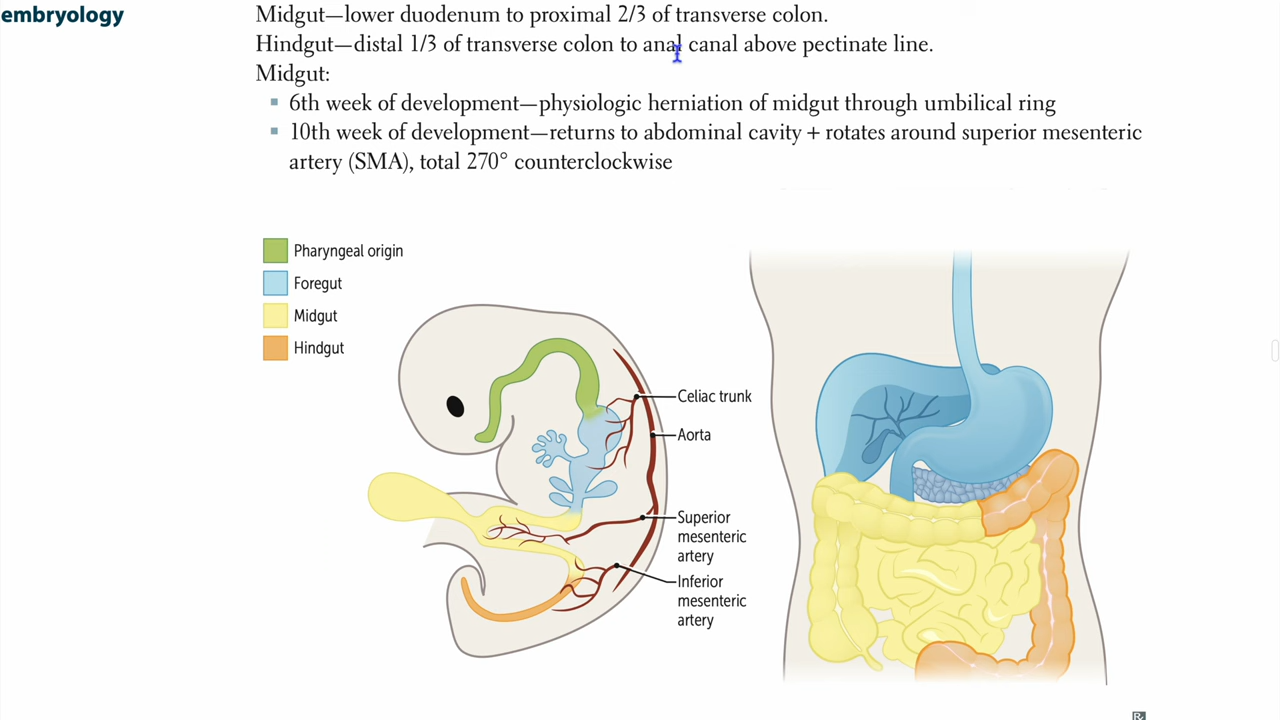 embryology
Midgut—lower duodenum to proximal 2/3 of transverse colon.
Hindgut—distal 1/3 of transverse colon to anal canal above pectinate line.
Midgut:
▪ 6th week of development—physiologic herniation of midgut through umbilical ring
▪ 10th week of development—returns to abdominal cavity + rotates around superior mesenteric
artery (SMA), total 270° counterclockwise
Pharyngeal origin
Foregut
Midgut
Hindgut
Celiac trunk
Aorta
Superior
mesenteric
artery
Inferior
mesenteric
artery